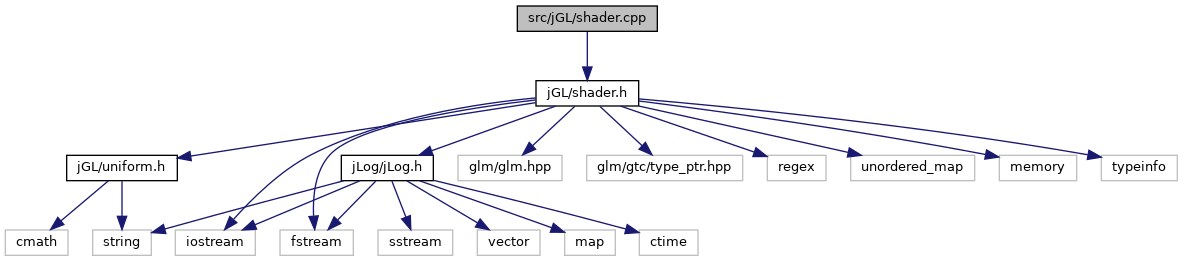 src/jGL/shader.cpp
jGL/shader.h
jGL/uniform.h
jLog/jLog.h
glm/glm.hpp
glm/gtc/type_ptr.hpp
regex
unordered_map
memory
typeinfo
cmath
string
iostream
fstream
sstream
vector
map
ctime